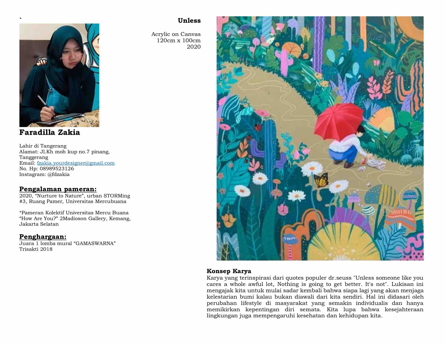 Unless
Acrylic on Canvas
120cm x 100cm
2020
Faradilla Zakia
Lahir di Tangerang
Alamat: Jl.Kh moh kup no.7 pinang,
Tanggerang
Email: fzakia.yourdesigner@gmail.com
No. Hp: 08989523126
Instagram: @fdzakia
Pengalaman pameran:
2020, "Nurture to Nature", urban STORMing
#3, Ruang Pamer, Universitas Mercubuana
*Pameran Kolektif Universitas Mercu Buana
"How Are You?" 2Madisson Gallery, Kemang,
Jakarta Selatan
Penghargaan:
Juara 1 lomba mural "GAMASWARNA"
Trisakti 2018
Konsep Karya
Karya yang terinspirasi dari quotes populer dr.seuss "Unless someone like you
cares a whole awful lot, Nothing is going to get better. It's not". Lukisan ini
mengajak kita untuk mulai sadar kembali bahwa siapa lagi yang akan menjaga
kelestarian bumi kalau bukan diawali dari kita sendiri. Hal ini didasari oleh
perubahan lifestyle di masyarakat yang semakin individualis dan hanya
memikirkan kepentingan diri semata. Kita lupa bahwa kesejahteraan
lingkungan juga mempengaruhi kesehatan dan kehidupan kita.